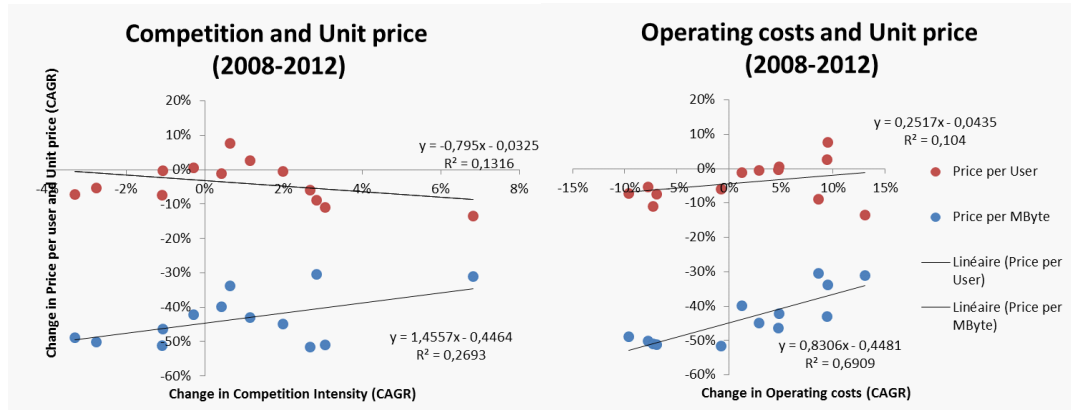 Competition and Unit price
(2008-2012)
Change in Price per user and Unit price (CAGR)
20%
10%
0%
-10%
-20%
-30%
-40%
-50%
-60%
-4%
-2%
0%
2%
4%
6%
8%
y = -0,795x - 0,0325
R² = 0,1316
y = 1,4557x - 0,4464
R² = 0,2693
Change in Competition Intensity (CAGR)
Operating costs and Unit price
(2008-2012)
20%
10%
0%
-10%
-20%
-30%
-40%
-50%
-60%
-15%
-10%
-5%
0%
5%
10%
15%
y = 0,2517x - 0,0435
R² = 0,104
y = 0,8306x - 0,4481
R² = 0,6909
Change in Operating costs (CAGR)
Price per User
Price per MByte
Linéaire (Price per
User)
Linéaire (Price per
MByte)